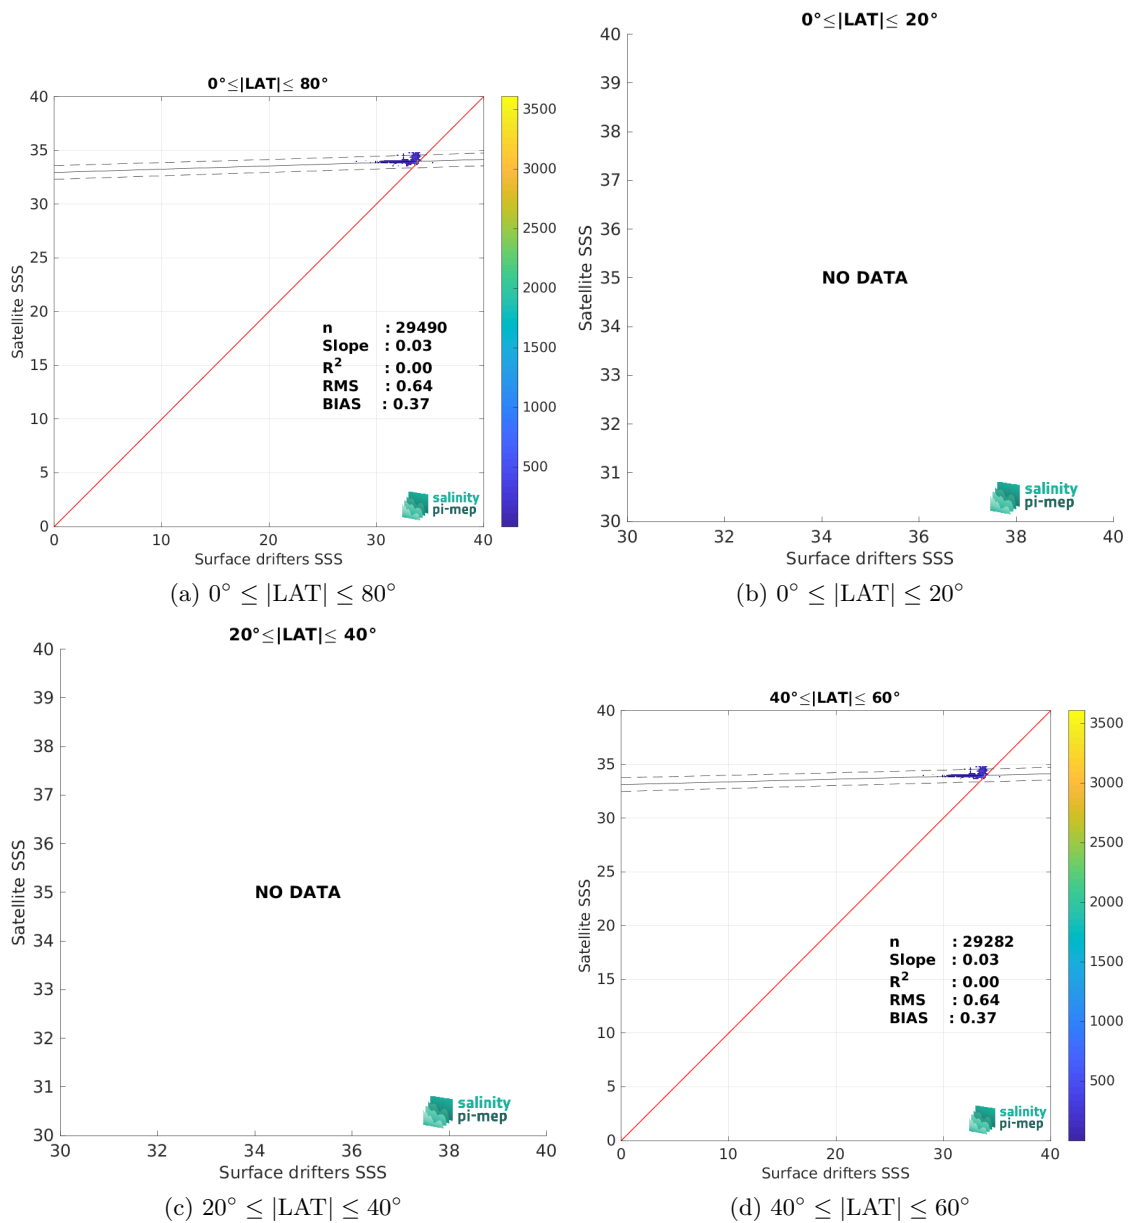 0°≤|LAT|≤ 80°
40
35
30
25
20
15
10
5
0
Satellite SSS
3500
3000
2500
2000
1500
1000
500
n : 29490
Slope : 0.03
R² : 0.00
RMS : 0.64
BIAS : 0.37
salinity
pi-mep
0 10 20 30 40
Surface drifters SSS
(a) 0° ≤ |LAT| ≤ 80°
0°≤|LAT|≤ 20°
40
39
38
37
36
35
34
33
32
31
30
Satellite SSS
NO DATA
salinity
pi-mep
30 32 34 36 38 40
Surface drifters SSS
(b) 0° ≤ |LAT| ≤ 20°
20°≤|LAT|≤ 40°
40
39
38
37
36
35
34
33
32
31
30
Satellite SSS
NO DATA
salinity
pi-mep
30 32 34 36 38 40
Surface drifters SSS
(c) 20° ≤ |LAT| ≤ 40°
40°≤|LAT|≤ 60°
40
35
30
25
20
15
10
5
0
Satellite SSS
3500
3000
2500
2000
1500
1000
500
n : 29282
Slope : 0.03
R² : 0.00
RMS : 0.64
BIAS : 0.37
salinity
pi-mep
0 10 20 30 40
Surface drifters SSS
(d) 40° ≤ |LAT| ≤ 60°